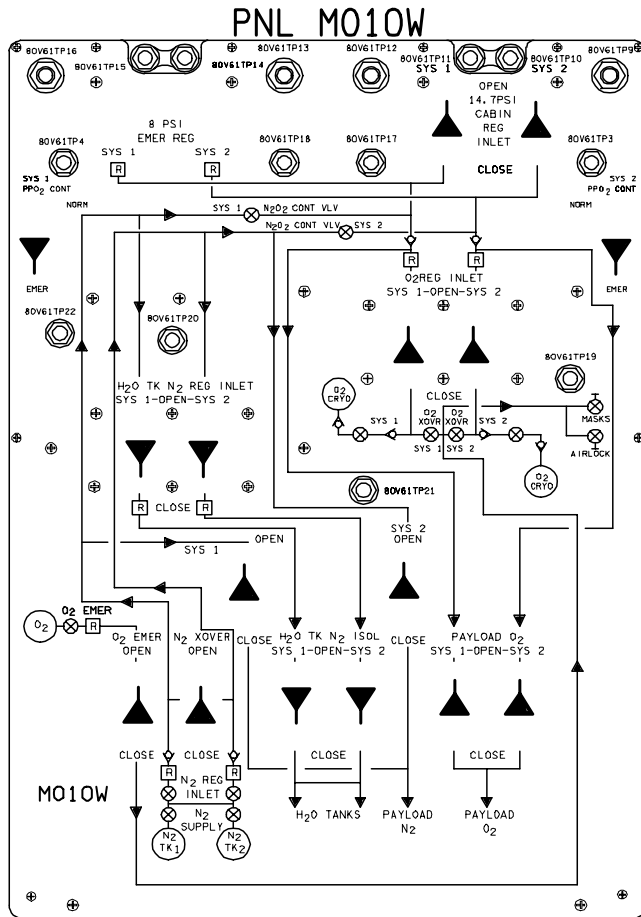 PNL MO10W
80V61TP16
80V61TP15
80V61TP14
80V61TP13
80V61TP12
80V61TP11
SYS 1
80V61TP10
SYS 2
80V61TP9
OPEN
14.7PSI
CABIN
REG
INLET
CLOSE
8 PSI
EMER REG
SYS 1
SYS 2
R
R
80V61TP4
80V61TP18
80V61TP17
80V61TP3
SYS 1
PPO2 CONT
NORM
SYS 2
PPO2 CONT
NORM
SYS 1
N2O2 CONT VLV
N2O2 CONT VLV
SYS 2
R
R
EMER
O2REG INLET
SYS 1-OPEN-SYS 2
EMER
80V61TP22
80V61TP20
80V61TP19
H2O TK N2 REG INLET
SYS 1-OPEN-SYS 2
CLOSE
O2
CRYO
SYS 1
O2
XOVR
O2
XOVR
SYS 2
SYS 1
SYS 2
MASKS
AIRLOCK
O2
CRYO
80V61TP21
R
CLOSE
R
SYS 1
OPEN
SYS 2
OPEN
O2
O2 EMER
R
O2 EMER
OPEN
N2 XOVER
OPEN
CLOSE
H2O TK N2 ISOL
SYS 1-OPEN-SYS 2
CLOSE
PAYLOAD O2
SYS 1-OPEN-SYS 2
CLOSE
CLOSE
CLOSE
CLOSE
R
N2 REG
INLET
R
N2
SUPPLY
N2
TK1
N2
TK2
MO10W
H2O TANKS
PAYLOAD
N2
PAYLOAD
O2